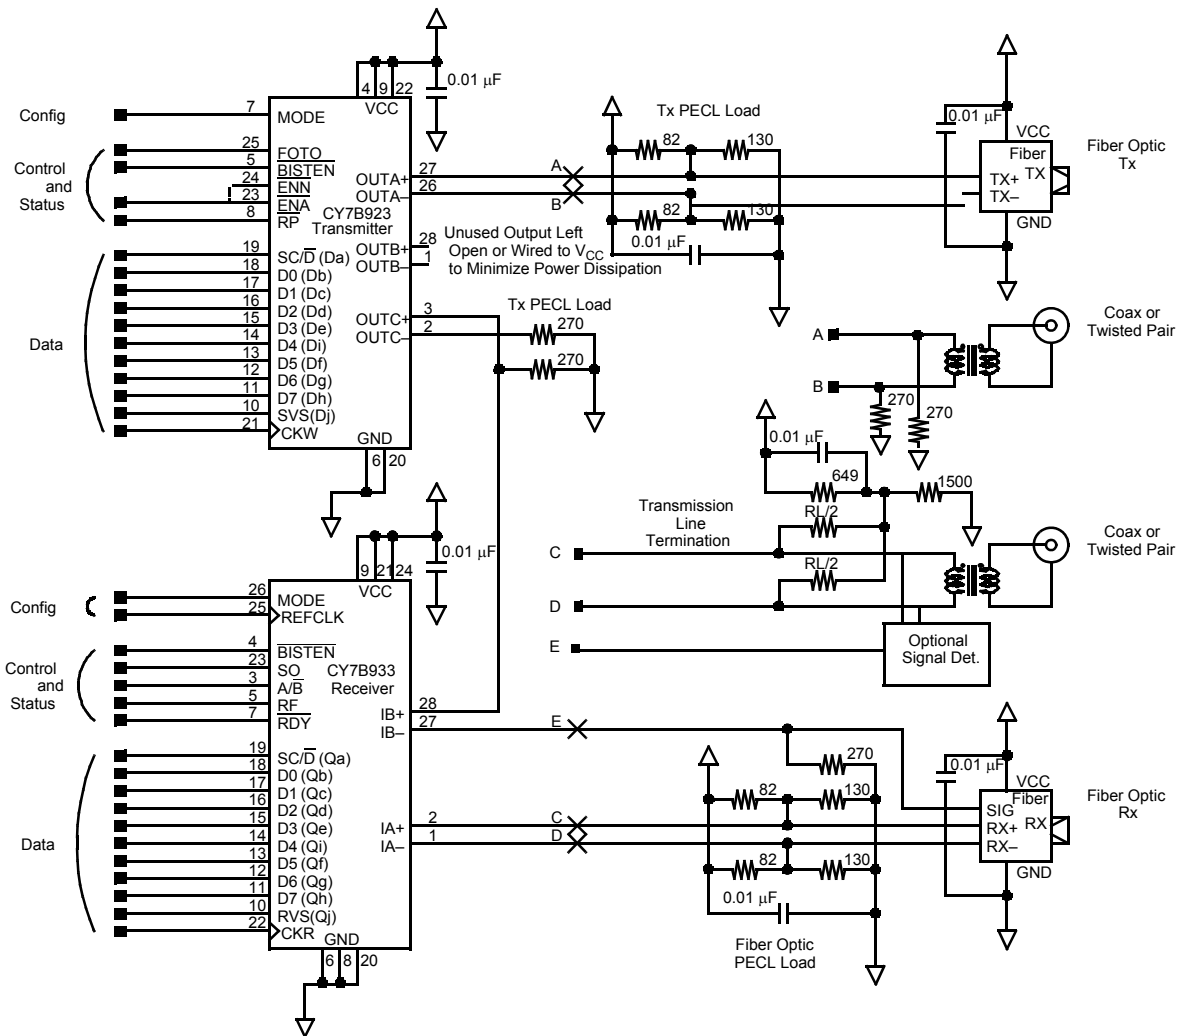 4 9 22
VCC
0.01 μF
Config
7
MODE
Control
and
Status
25
FOTO
5
BISTEN
24
ENN
23
ENA
8
RP
CY7B923
Transmitter
OUTA+
27
OUTA–
26
OUTB+
28
OUTB–
1
OUTC+
3
OUTC–
2
Unused Output Left
Open or Wired to VCC
to Minimize Power Dissipation
Data
19
SC/D (Da)
18
D0 (Db)
17
D1 (Dc)
16
D2 (Dd)
15
D3 (De)
14
D4 (Di)
13
D5 (Df)
12
D6 (Dg)
11
D7 (Dh)
10
SVS(Dj)
21
CKW
GND
6 20
Tx PECL Load
82
130
A
B
82
130
0.01 μF
0.01 μF
VCC
Fiber
TX
TX+
TX–
GND
Fiber Optic
Tx
Tx PECL Load
270
270
A
B
270
270
Coax or
Twisted Pair
0.01 μF
649
1500
RL/2
RL/2
Transmission
Line
Termination
C
D
E
Optional
Signal Det.
Coax or
Twisted Pair
9 21 24
VCC
0.01 μF
Config
26
MODE
25
REFCLK
Control
and
Status
4
BISTEN
23
SO
3
A/B
5
RF
7
RDY
CY7B933
Receiver
IB+
28
IB–
27
IA+
2
IA–
1
Data
19
SC/D (Qa)
18
D0 (Qb)
17
D1 (Qc)
16
D2 (Qd)
15
D3 (Qe)
14
D4 (Qi)
13
D5 (Qf)
12
D6 (Qg)
11
D7 (Qh)
10
RVS(Qj)
22
CKR
GND
6 8 20
E
C
D
270
82
130
82
130
0.01 μF
Fiber Optic
PECL Load
0.01 μF
VCC
Fiber
SIG
RX+
RX
RX–
GND
Fiber Optic
Rx